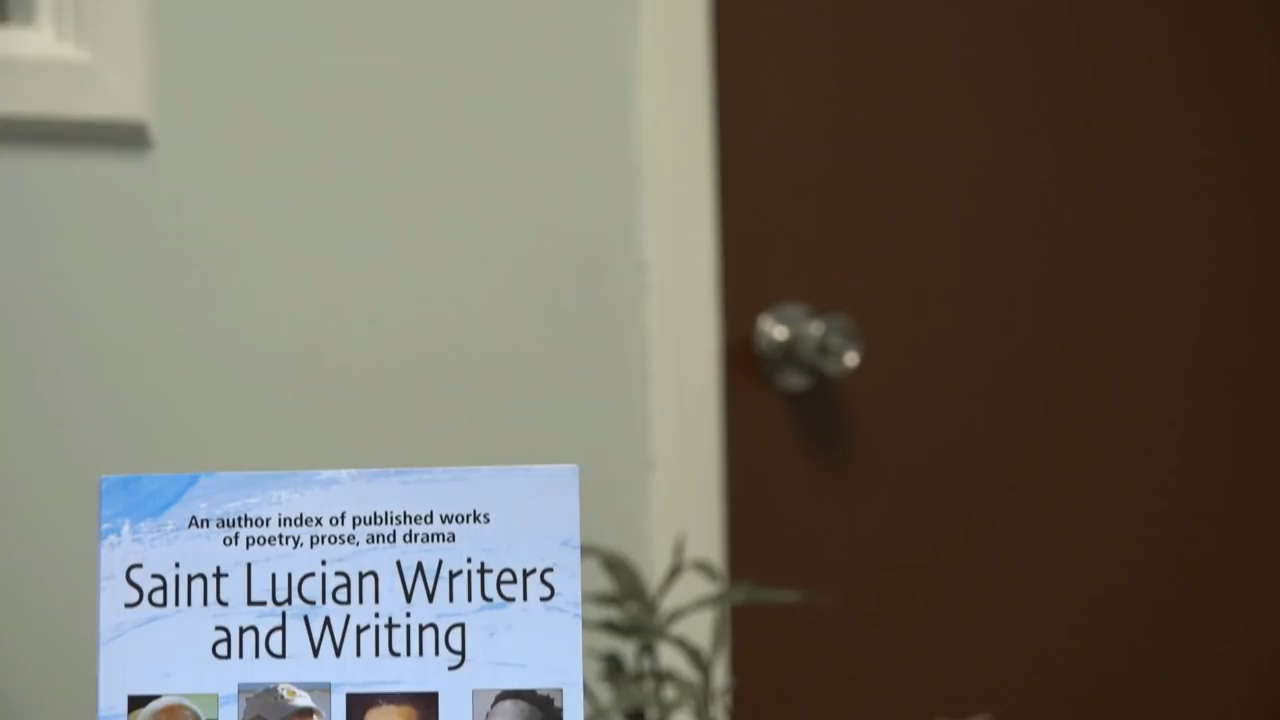 An author index of published works
of poetry, prose, and drama
Saint Lucian Writers
and Writing